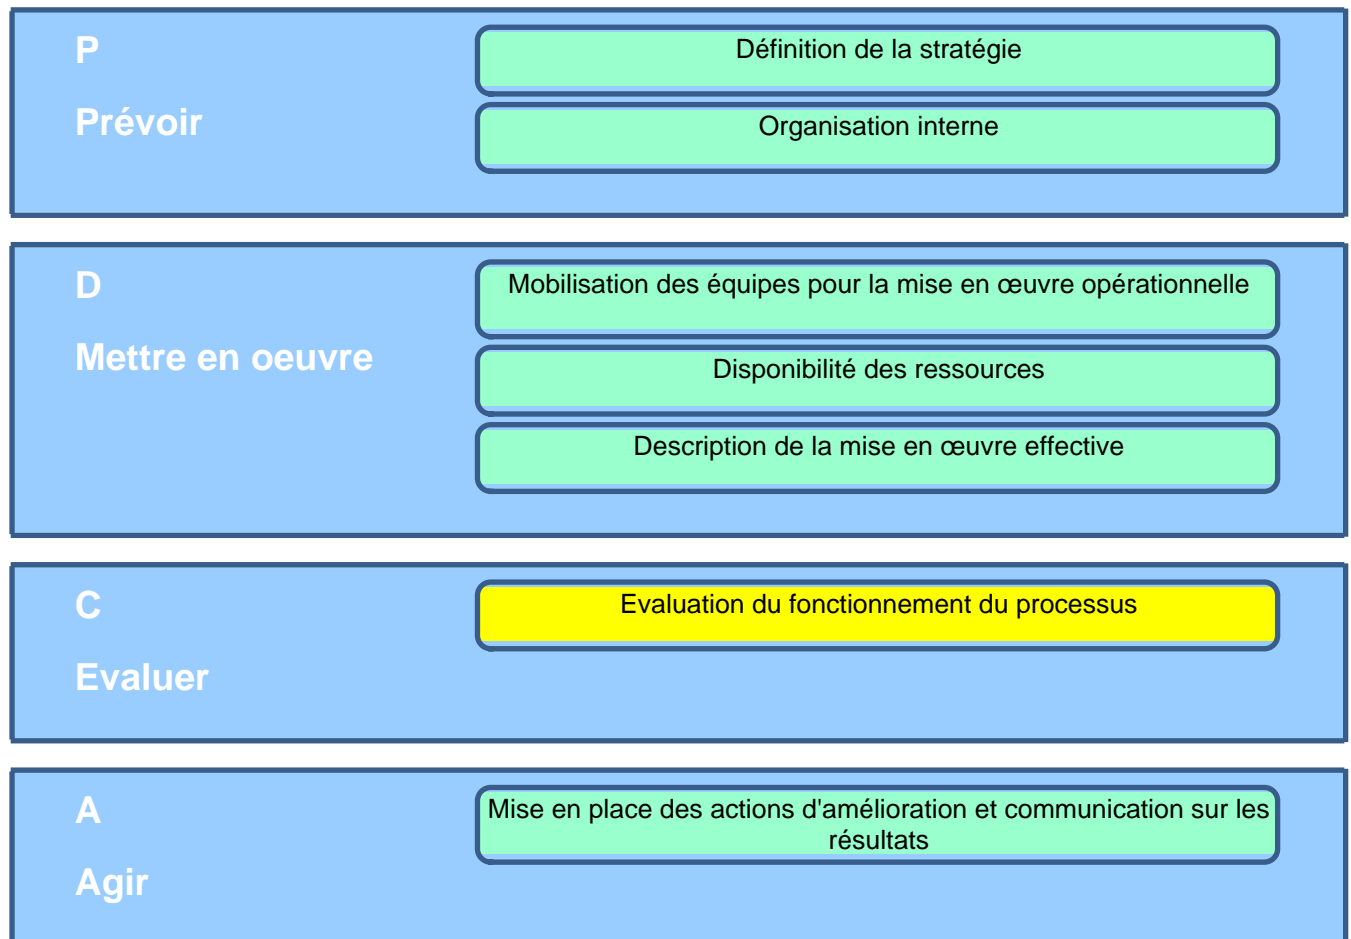 P
Prévoir
Définition de la stratégie
Organisation interne
D
Mettre en oeuvre
Mobilisation des équipes pour la mise en œuvre opérationnelle
Disponibilité des ressources
Description de la mise en œuvre effective
C
Evaluer
Evaluation du fonctionnement du processus
A
Agir
Mise en place des actions d'amélioration et communication sur les
résultats